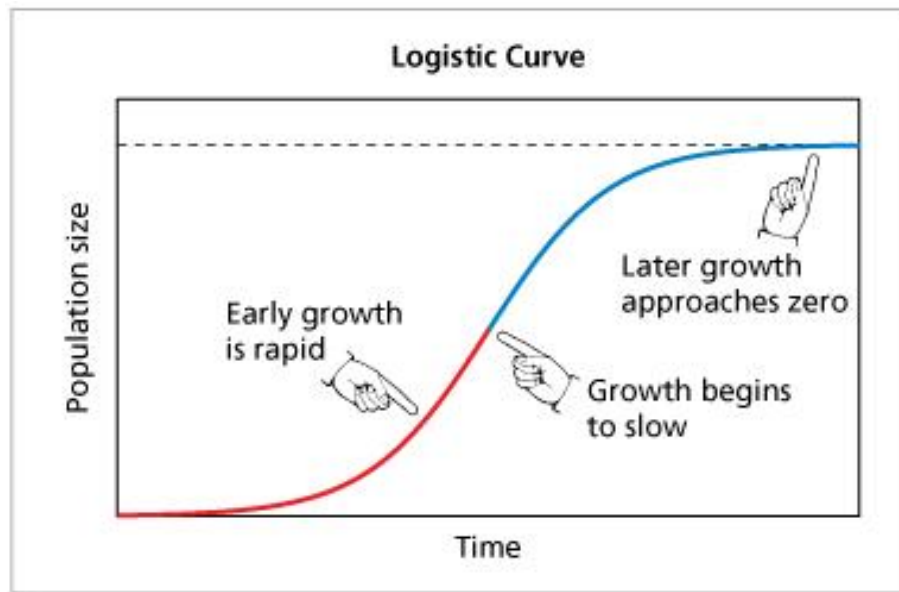 Logistic Curve
Population size
Early growth
is rapid
Later growth
approaches zero
Growth begins
to slow
Time